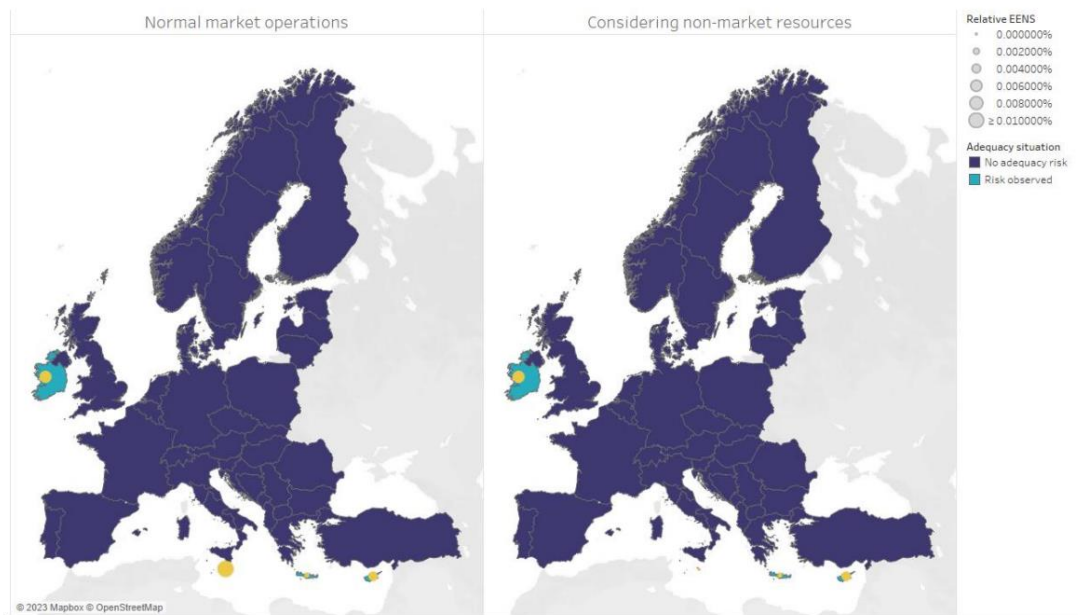 Normal market operations
Considering non-market resources
Relative EENS
0.000000%
0.002000%
0.004000%
0.006000%
0.008000%
≥ 0.010000%
Adequacy situation
No adequacy risk
Risk observed
© 2023 Mapbox © OpenStreetMap